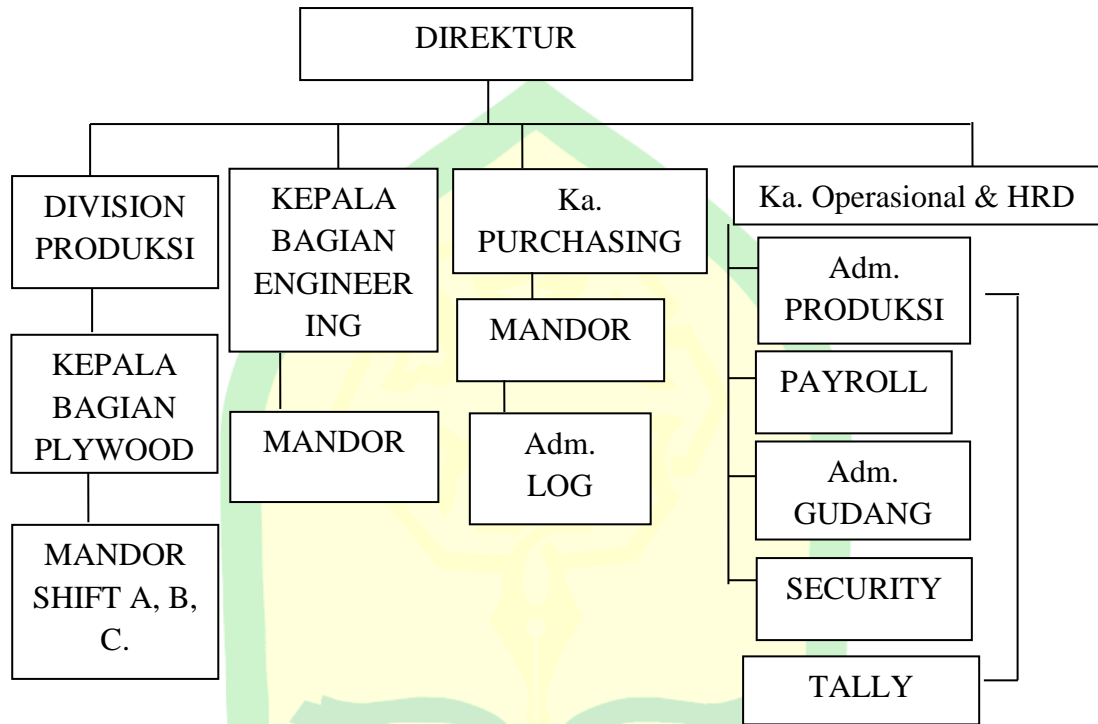 DIREKTUR
DIVISION
PRODUKSI
KEPALA
BAGIAN
PLYWOOD
MANDOR
SHIFT A, B,
C.
KEPALA
BAGIAN
ENGINEER
ING
MANDOR
Ka.
PURCHASING
MANDOR
Adm.
LOG
Ka. Operasional & HRD
Adm.
PRODUKSI
PAYROLL
Adm.
GUDANG
SECURITY
TALLY